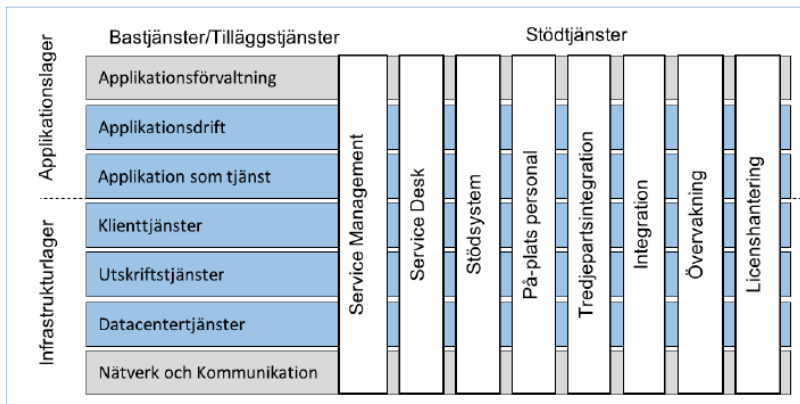 Bastjänster/Tilläggstjänster
Stödtjänster
Applikationslager
Applikationsförvaltning
Applikationsdrift
Applikation som tjänst
Infrastrukturlager
Klienttjänster
Utskriftstjänster
Datacentertjänster
Nätverk och Kommunikation
Service Management
Service Desk
Stödsystem
På-plats personal
Tredjepartsintegration
Integration
Övervakning
Licenshantering